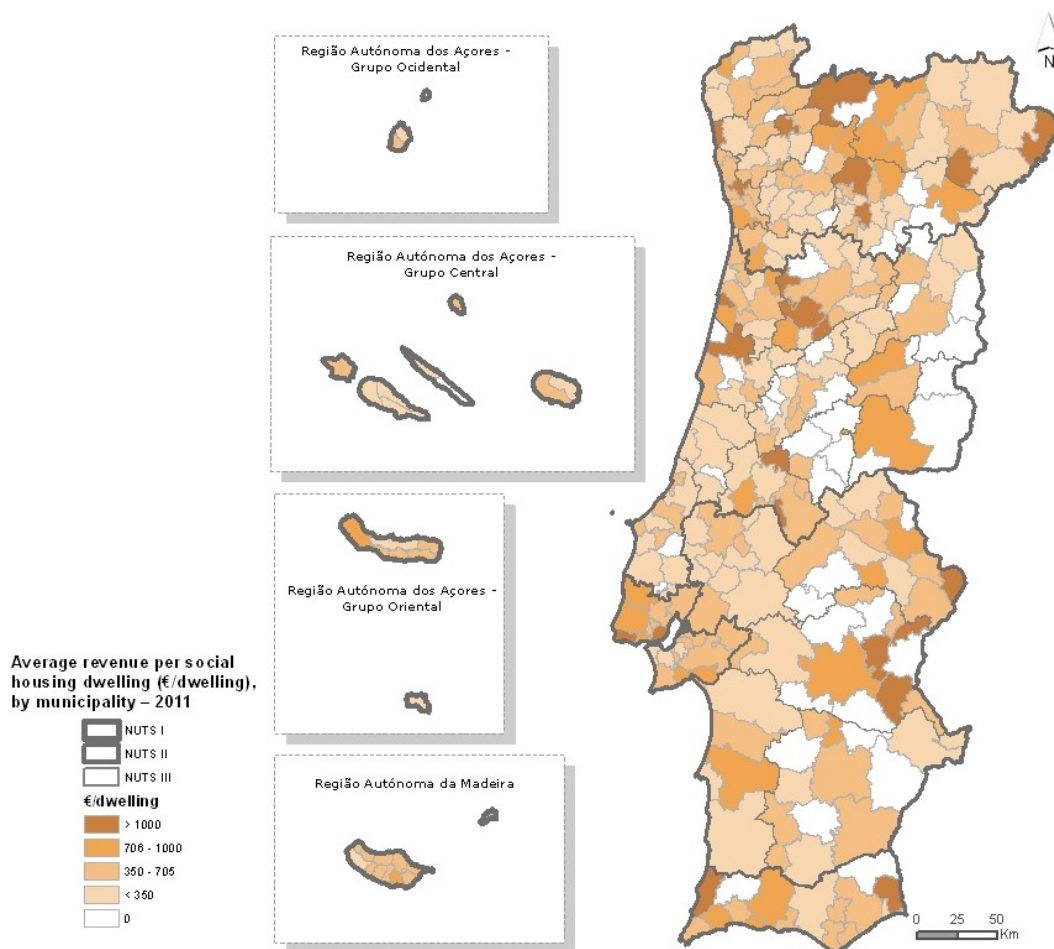 Região Autónoma dos Açores -
Grupo Ocidental
N
Região Autónoma dos Açores -
Grupo Central
Região Autónoma dos Açores -
Grupo Oriental
Average revenue per social
housing dwelling (€/dwelling),
by municipality – 2011
NUTS I
NUTS II
NUTS III
€/dwelling
> 1000
706 - 1000
350 - 705
< 350
0
Região Autónoma da Madeira
0 25 50
Km